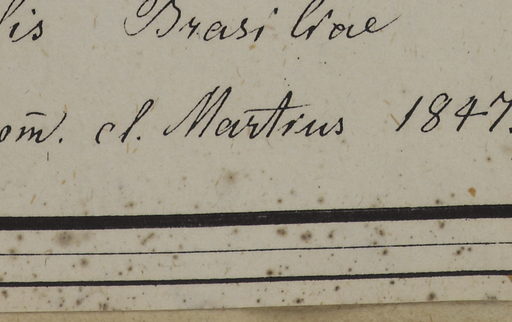 lis Brasiliae
om̄. cl. Martius 1847.